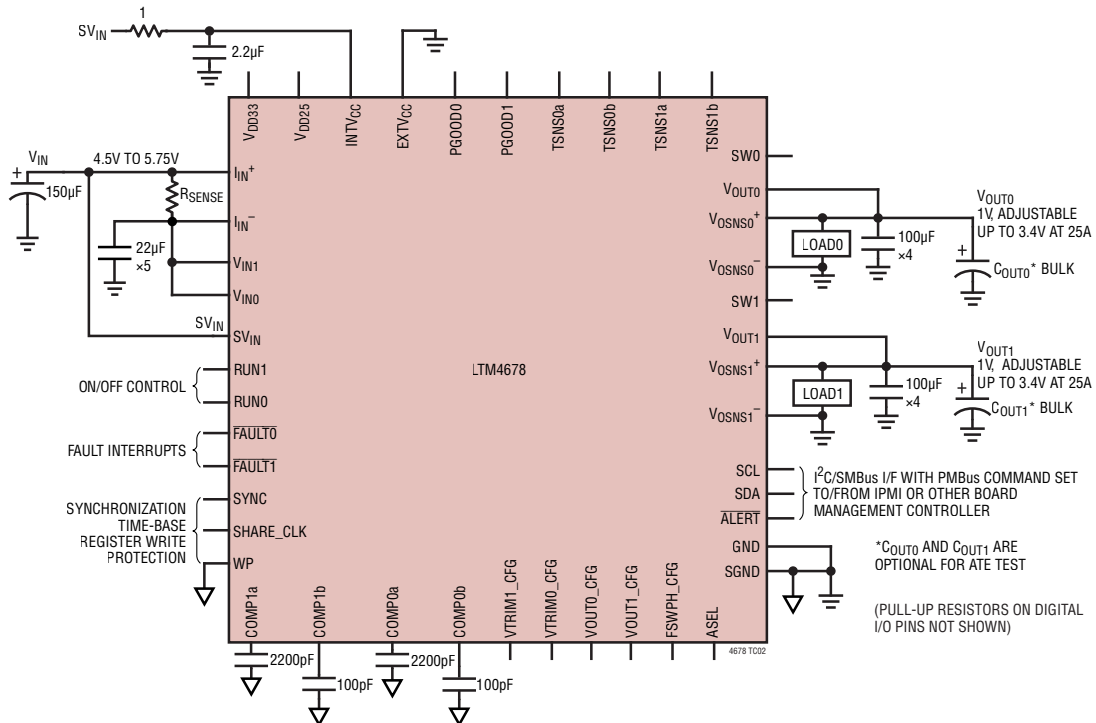 1
SVIN
2.2µF
VDD33
VDD25
INTVCC
EXTVCC
PGOOD0
PGOOD1
TSNS0a
TSNS0b
TSNS1a
TSNS1b
VIN
4.5V TO 5.75V
150µF
RSENSE
22µF
×5
SVIN
ON/OFF CONTROL
FAULT INTERRUPTS
SYNCHRONIZATION
TIME-BASE
REGISTER WRITE
PROTECTION
IIN+
IIN–
VIN1
VIN0
SVIN
RUN1
RUN0
FAULT0
FAULT1
SYNC
SHARE_CLK
WP
LTM4678
SW0
VOUT0
VOSNS0+
VOSNS0–
SW1
VOUT1
VOSNS1+
VOSNS1–
SCL
SDA
ALERT
GND
SGND
LOAD0
100µF
×4
+
VOUT0
1V, ADJUSTABLE
UP TO 3.4V AT 25A
COUT0* BULK
LOAD1
100µF
×4
+
VOUT1
1V, ADJUSTABLE
UP TO 3.4V AT 25A
COUT1* BULK
I2C/SMBus I/F WITH PMBus COMMAND SET
TO/FROM IPMI OR OTHER BOARD
MANAGEMENT CONTROLLER
*COUT0 AND COUT1 ARE
OPTIONAL FOR ATE TEST
(PULL-UP RESISTORS ON DIGITAL
I/O PINS NOT SHOWN)
COMP1a
COMP1b
COMP0a
COMP0b
VTRIM1_CFG
VTRIM0_CFG
VOUT0_CFG
VOUT1_CFG
FSWPH_CFG
ASEL
4678 TC02
2200pF
100pF
2200pF
100pF
+